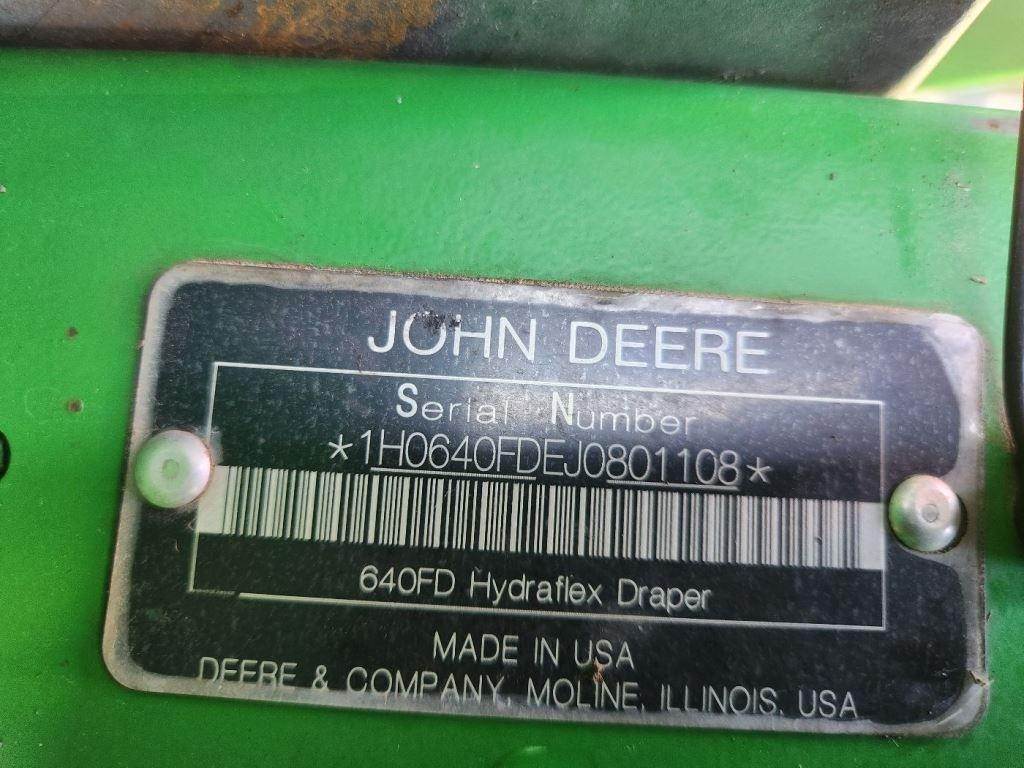 JOHN DEERE
Serial Number
*1H0640FDEJ0801108*
640FD Hydraflex Draper
MADE IN USA
DEERE & COMPANY, MOLINE, ILLINOIS, USA